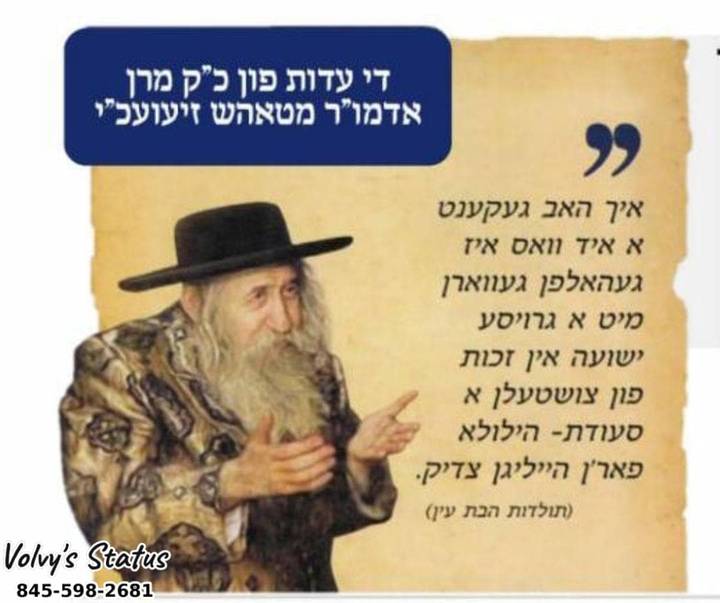 די עדות פון כ"ק מרן
אדמו"ר מטאהש זיעועכ"י
"
איך האב געקענט
א איד וואס איז
געהאלפן געווארן
מיט א גרויסע
ישועה אין זכות
פון צושטעלן א
סעודת- הילולא
פאר'ן הייליגן צדיק.
(תולדות הבת עין)
Volvy's Status
845-598-2681